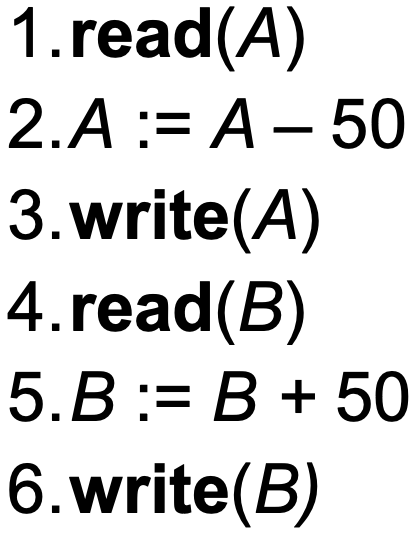 1.read(A)
2.A := A – 50
3.write(A)
4.read(B)
5.B := B + 50
6.write(B)